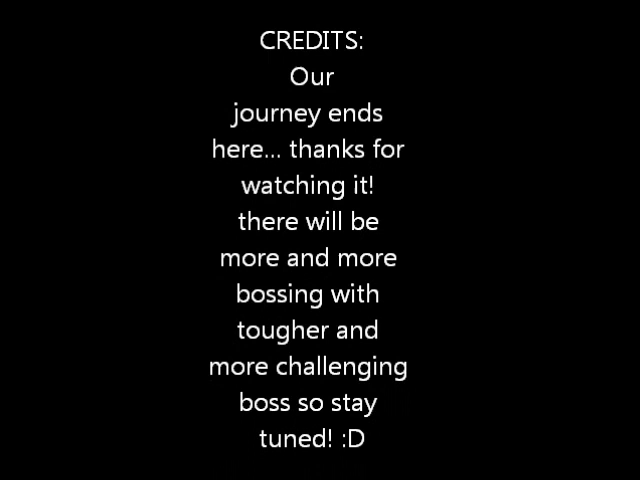 CREDITS:
Our
journey ends
here... thanks for
watching it!
there will be
more and more
bossing with
tougher and
more challenging
boss so stay
tuned! :D